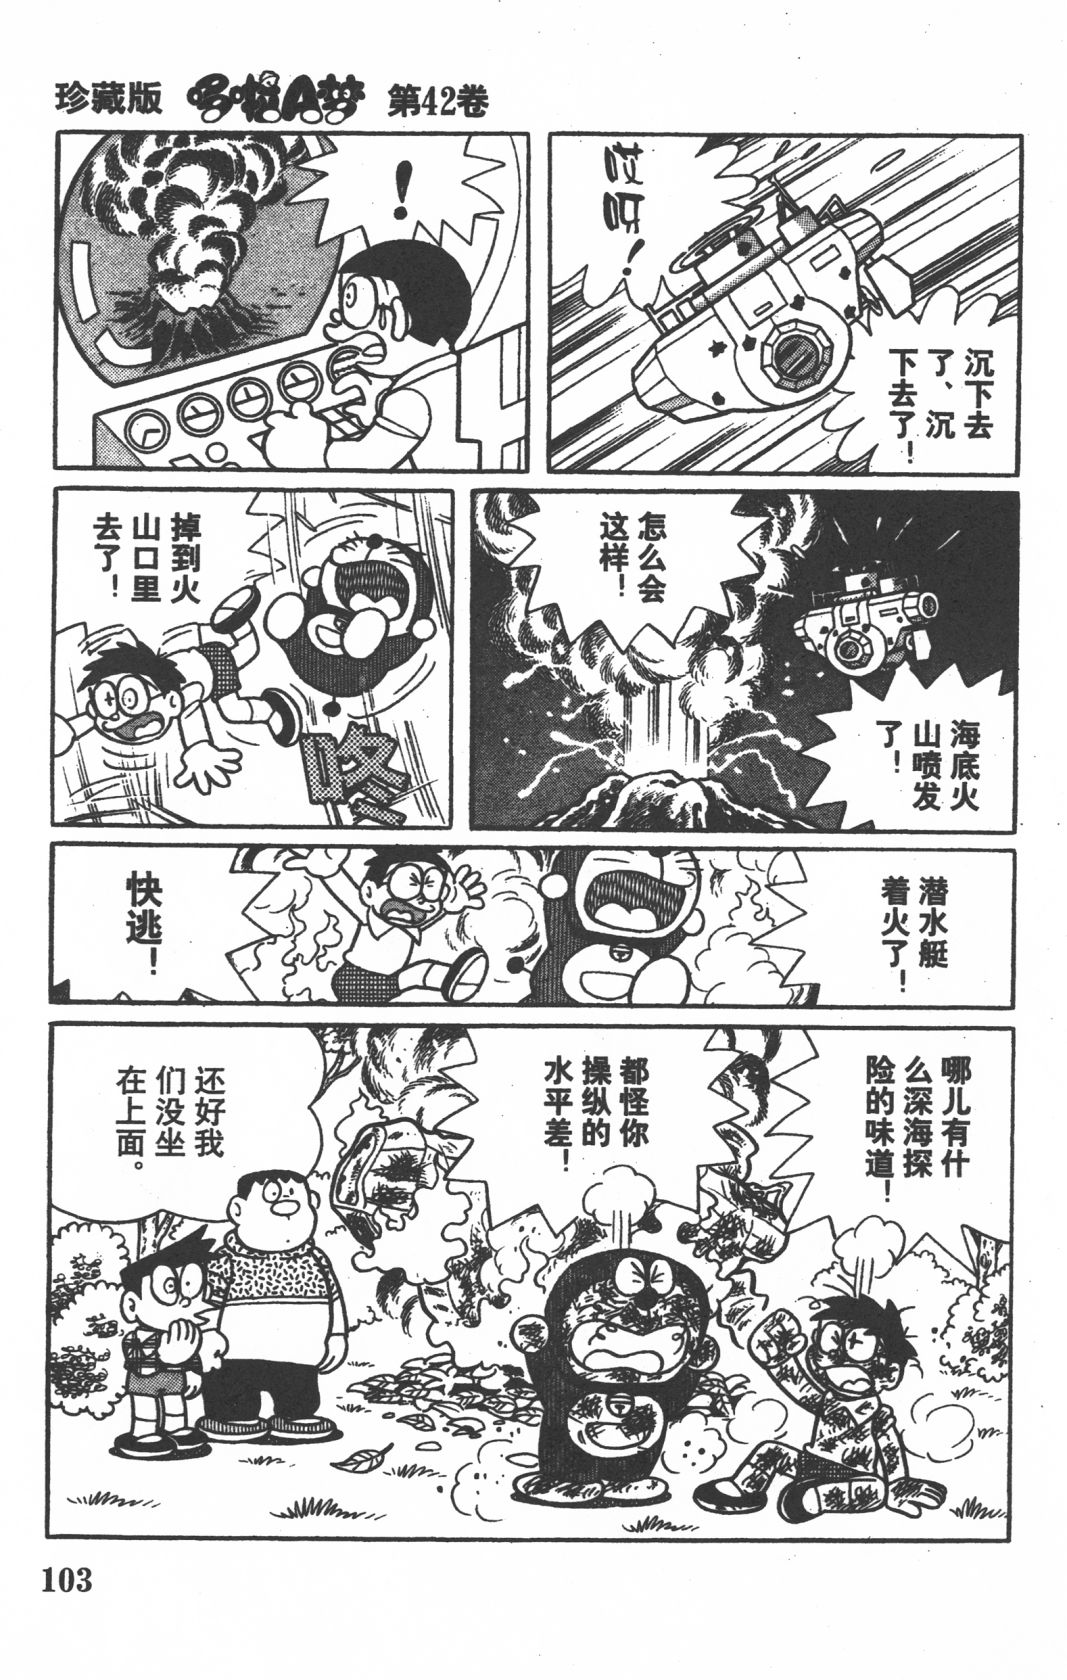 珍藏版 哆啦A梦 第42卷
沉下去
了、沉
下去了！
！
海底火
山喷发
了！
怎么会
这样！
掉到火
山口里
去了！
咚
潜水艇
着火了！
快逃！
哪儿有什
么深海探
险的味道！
都怪你
操纵的
水平差！
还好我
们没坐
在上面。
103